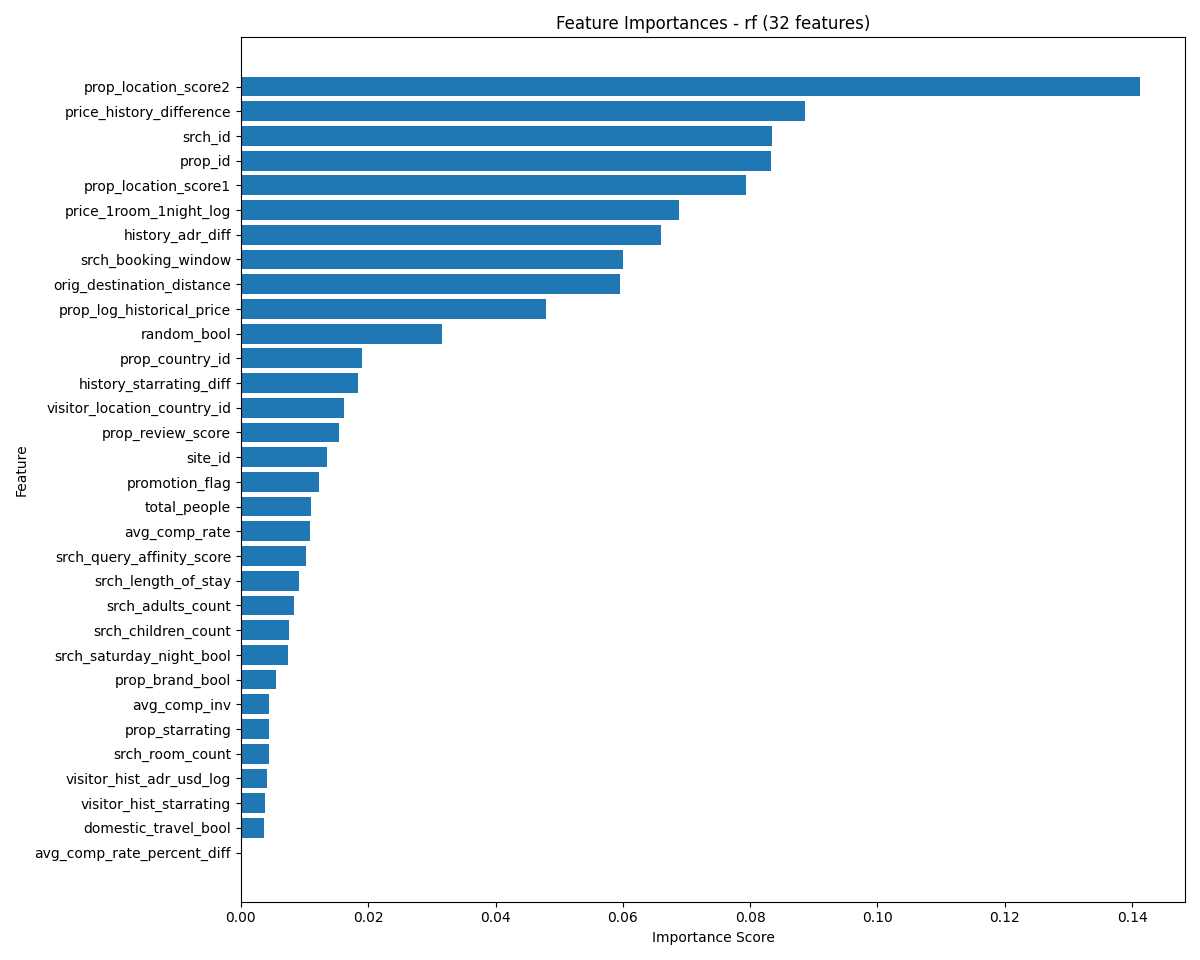 Feature Importances - rf (32 features)
prop_location_score2
price_history_difference
srch_id
prop_id
prop_location_score1
price_1room_1night_log
history_adr_diff
srch_booking_window
orig_destination_distance
prop_log_historical_price
random_bool
prop_country_id
history_starrating_diff
visitor_location_country_id
prop_review_score
site_id
promotion_flag
total_people
avg_comp_rate
srch_query_affinity_score
srch_length_of_stay
srch_adults_count
srch_children_count
srch_saturday_night_bool
prop_brand_bool
avg_comp_inv
prop_starrating
srch_room_count
visitor_hist_adr_usd_log
visitor_hist_starrating
domestic_travel_bool
avg_comp_rate_percent_diff
Feature
0.00 0.02 0.04 0.06 0.08 0.10 0.12 0.14
Importance Score